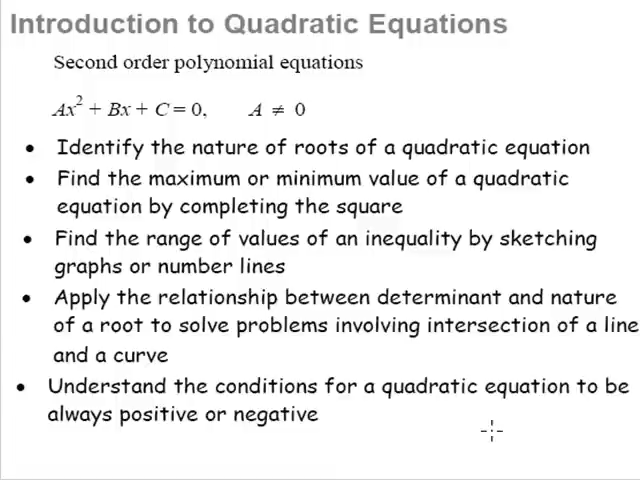 Introduction to Quadratic Equations
Second order polynomial equations
Ax² + Bx + C = 0, A ≠ 0
• Identify the nature of roots of a quadratic equation
• Find the maximum or minimum value of a quadratic
equation by completing the square
• Find the range of values of an inequality by sketching
graphs or number lines
• Apply the relationship between determinant and nature
of a root to solve problems involving intersection of a line
and a curve
• Understand the conditions for a quadratic equation to be
always positive or negative